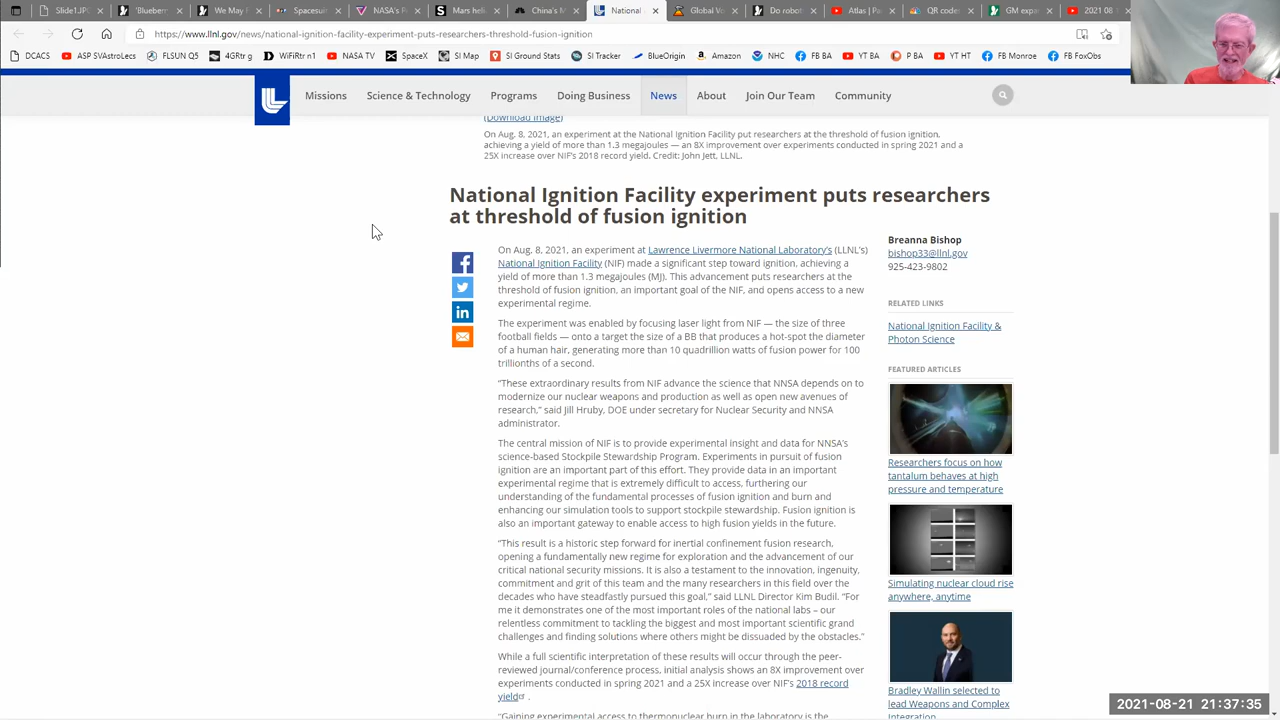 Slide1.JPG
'Blueberr
We May
Spacesui
NASA's P
Mars heli
China's M
National
Global Vo
Do robot
Atlas | Pa
QR codes
GM expa
2021 08
https://www.llnl.gov/news/national-ignition-facility-experiment-puts-researchers-threshold-fusion-ignition
DCACS
ASP SVAstroLecs
FLSUN Q5
4GRtr g
WiFiRtr n1
NASA TV
SpaceX
SI Map
SI Ground Stats
SI Tracker
BlueOrigin
Amazon
NHC
FB BA
YT BA
P BA
YT HT
FB Monroe
FB FoxObs
Missions
Science & Technology
Programs
Doing Business
News
About
Join Our Team
Community
(Download Image)
On Aug. 8, 2021, an experiment at the National Ignition Facility put researchers at the threshold of fusion ignition,
achieving a yield of more than 1.3 megajoules — an 8X improvement over experiments conducted in spring 2021 and a
25X increase over NIF's 2018 record yield. Credit: John Jett, LLNL.
National Ignition Facility experiment puts researchers
at threshold of fusion ignition
On Aug. 8, 2021, an experiment at Lawrence Livermore National Laboratory's (LLNL's)
National Ignition Facility (NIF) made a significant step toward ignition, achieving a
yield of more than 1.3 megajoules (MJ). This advancement puts researchers at the
threshold of fusion ignition, an important goal of the NIF, and opens access to a new
experimental regime.
The experiment was enabled by focusing laser light from NIF — the size of three
football fields — onto a target the size of a BB that produces a hot-spot the diameter
of a human hair, generating more than 10 quadrillion watts of fusion power for 100
trillionths of a second.
“These extraordinary results from NIF advance the science that NNSA depends on to
modernize our nuclear weapons and production as well as open new avenues of
research,” said Jill Hruby, DOE under secretary for Nuclear Security and NNSA
administrator.
The central mission of NIF is to provide experimental insight and data for NNSA's
science-based Stockpile Stewardship Program. Experiments in pursuit of fusion
ignition are an important part of this effort. They provide data in an important
experimental regime that is extremely difficult to access, furthering our
understanding of the fundamental processes of fusion ignition and burn and
enhancing our simulation tools to support stockpile stewardship. Fusion ignition is
also an important gateway to enable access to high fusion yields in the future.
“This result is a historic step forward for inertial confinement fusion research,
opening a fundamentally new regime for exploration and the advancement of our
critical national security missions. It is also a testament to the innovation, ingenuity,
commitment and grit of this team and the many researchers in this field over the
decades who have steadfastly pursued this goal,” said LLNL Director Kim Budil. “For
me it demonstrates one of the most important roles of the national labs – our
relentless commitment to tackling the biggest and most important scientific grand
challenges and finding solutions where others might be dissuaded by the obstacles.”
While a full scientific interpretation of these results will occur through the peer-
reviewed journal/conference process, initial analysis shows an 8X improvement over
experiments conducted in spring 2021 and a 25X increase over NIF's 2018 record
yield .
“Gaining experimental access to thermonuclear burn in the laboratory is the
Breanna Bishop
bishop33@llnl.gov
925-423-9802
RELATED LINKS
National Ignition Facility &
Photon Science
FEATURED ARTICLES
Researchers focus on how
tantalum behaves at high
pressure and temperature
Simulating nuclear cloud rise
anywhere, anytime
Bradley Wallin selected to
lead Weapons and Complex
Integration
2021-08-21 21:37:35